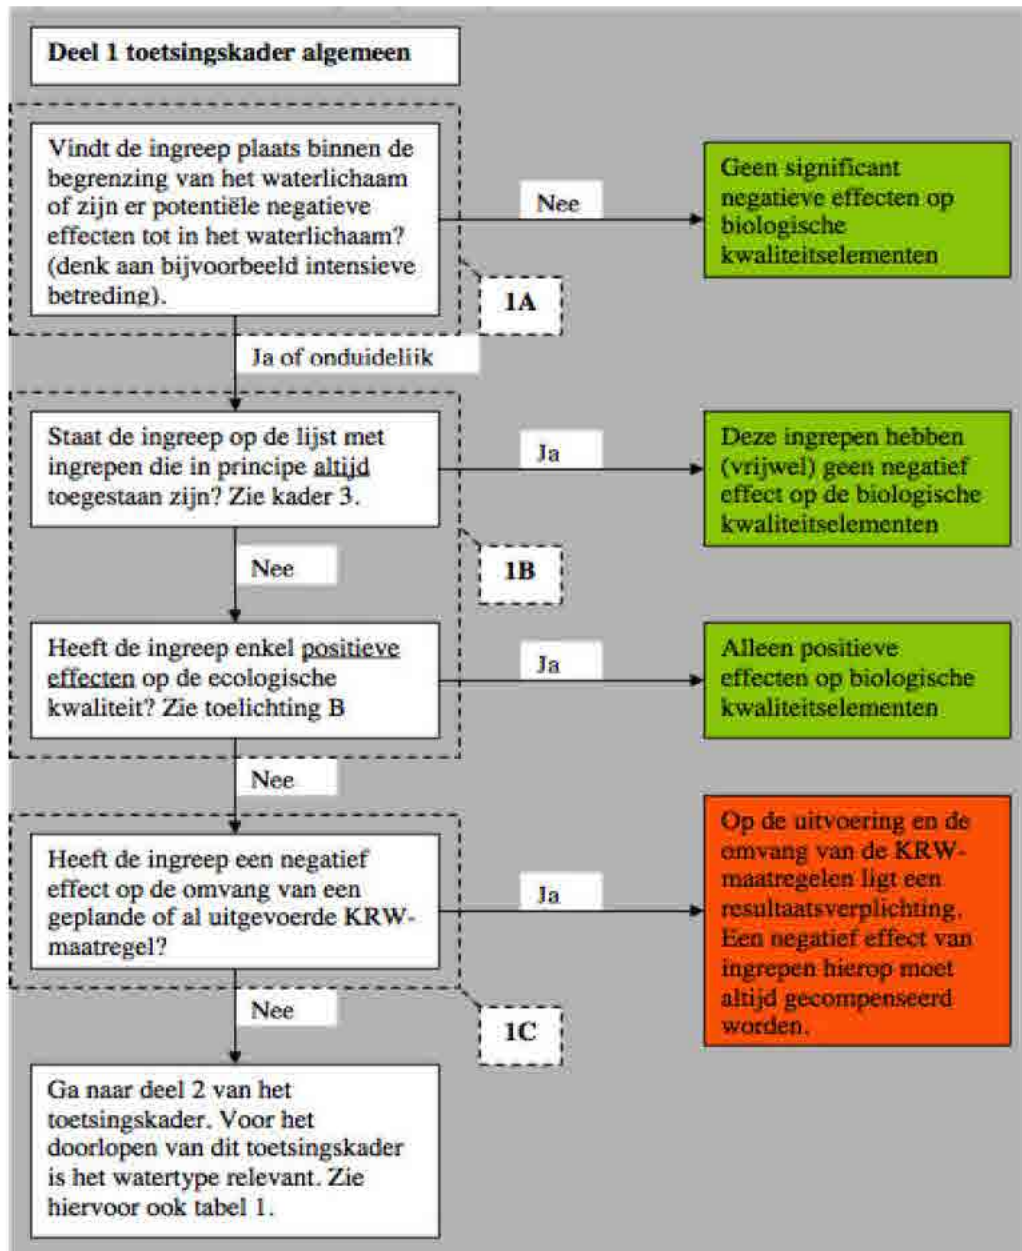 Deel 1 toetsingskader algemeen
Vindt de ingreep plaats binnen de
begrenzing van het waterlichaam
of zijn er potentiële negatieve
effecten tot in het waterlichaam?
(denk aan bijvoorbeeld intensieve
betreding).
Nee
Geen significant
negatieve effecten op
biologische
kwaliteitselementen
1A
Ja of onduidelijk
Staat de ingreep op de lijst met
ingrepen die in principe altijd
toegestaan zijn? Zie kader 3.
Ja
Deze ingrepen hebben
(vrijwel) geen negatief
effect op de biologische
kwaliteitselementen
1B
Nee
Heeft de ingreep enkel positieve
effecten op de ecologische
kwaliteit? Zie toelichting B
Ja
Alleen positieve
effecten op biologische
kwaliteitselementen
Nee
Heeft de ingreep een negatief
effect op de omvang van een
geplande of al uitgevoerde KRW-
maatregel?
Ja
Op de uitvoering en de
omvang van de KRW-
maatregelen ligt een
resultaatsverplichting.
Een negatief effect van
ingrepen hierop moet
altijd gecompenseerd
worden.
Nee
1C
Ga naar deel 2 van het
toetsingskader. Voor het
doorlopen van dit toetsingskader
is het watertype relevant. Zie
hiervoor ook tabel 1.